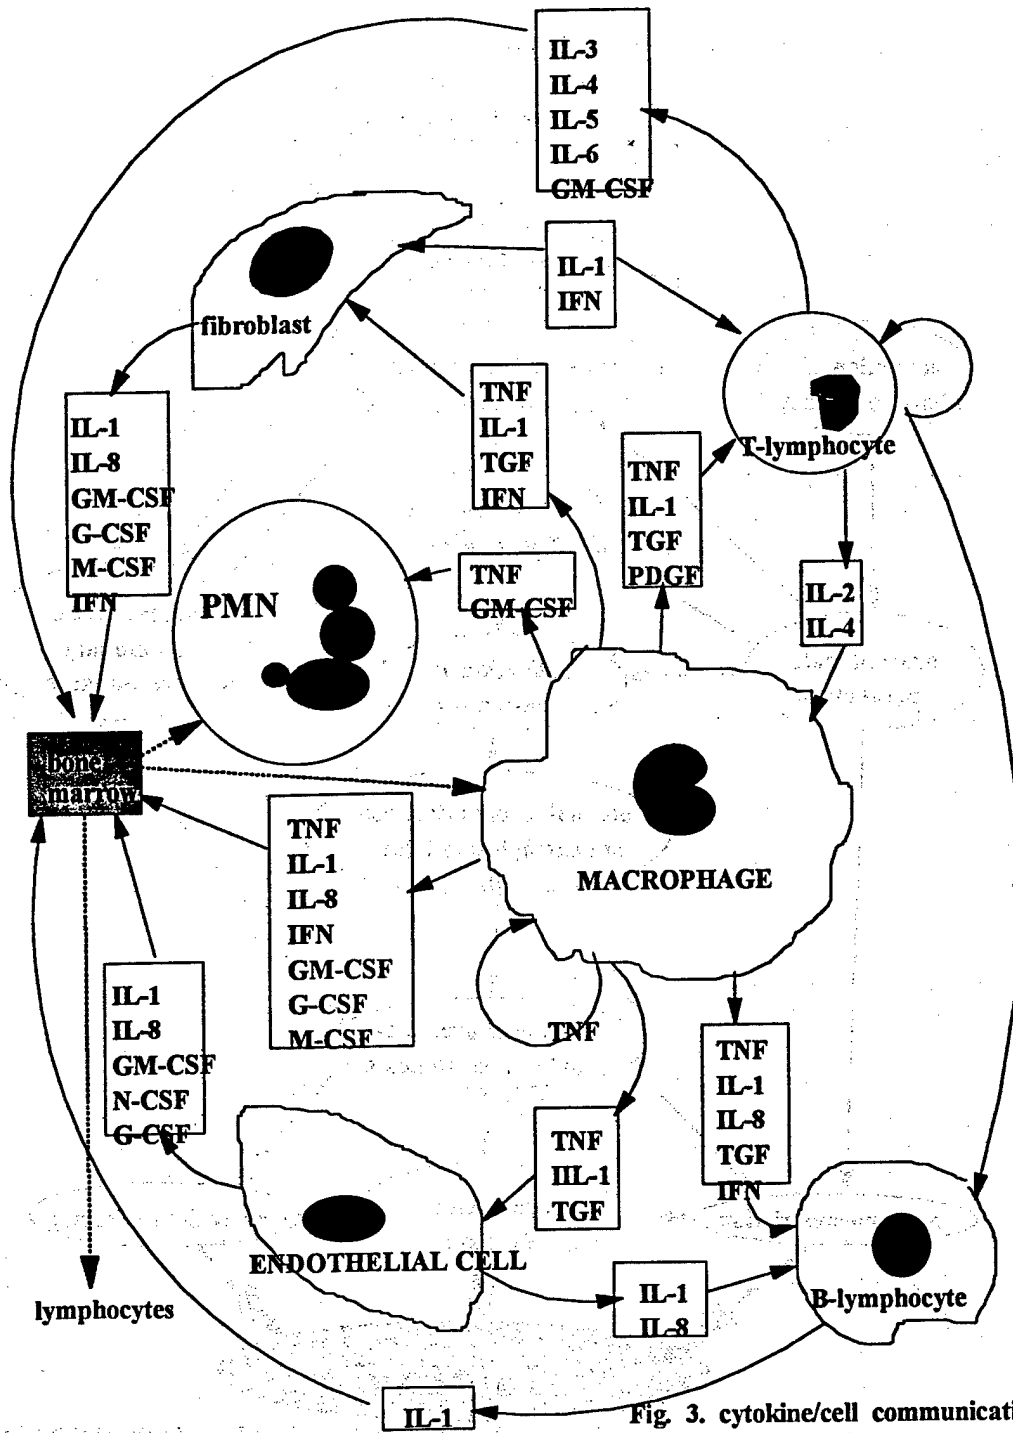 IL-3
IL-4
IL-5
IL-6
GM-CSF
IL-1
IFN
fibroblast
T-lymphocyte
TNF
IL-1
TGF
IFN
IL-1
IL-8
GM-CSF
G-CSF
M-CSF
IFN
TNF
IL-1
TGF
PDGF
TNF
GM-CSF
PMN
IL-2
IL-4
bone
marrow
MACROPHAGE
TNF
IL-1
IL-8
IFN
GM-CSF
G-CSF
M-CSF
IL-1
IL-8
GM-CSF
N-CSF
G-CSF
TNF
TNF
IL-1
IL-8
TGF
IFN
TNF
IIL-1
TGF
ENDOTHELIAL CELL
IL-1
IL-8
B-lymphocyte
lymphocytes
IL-1
Fig. 3. cytokine/cell communicati